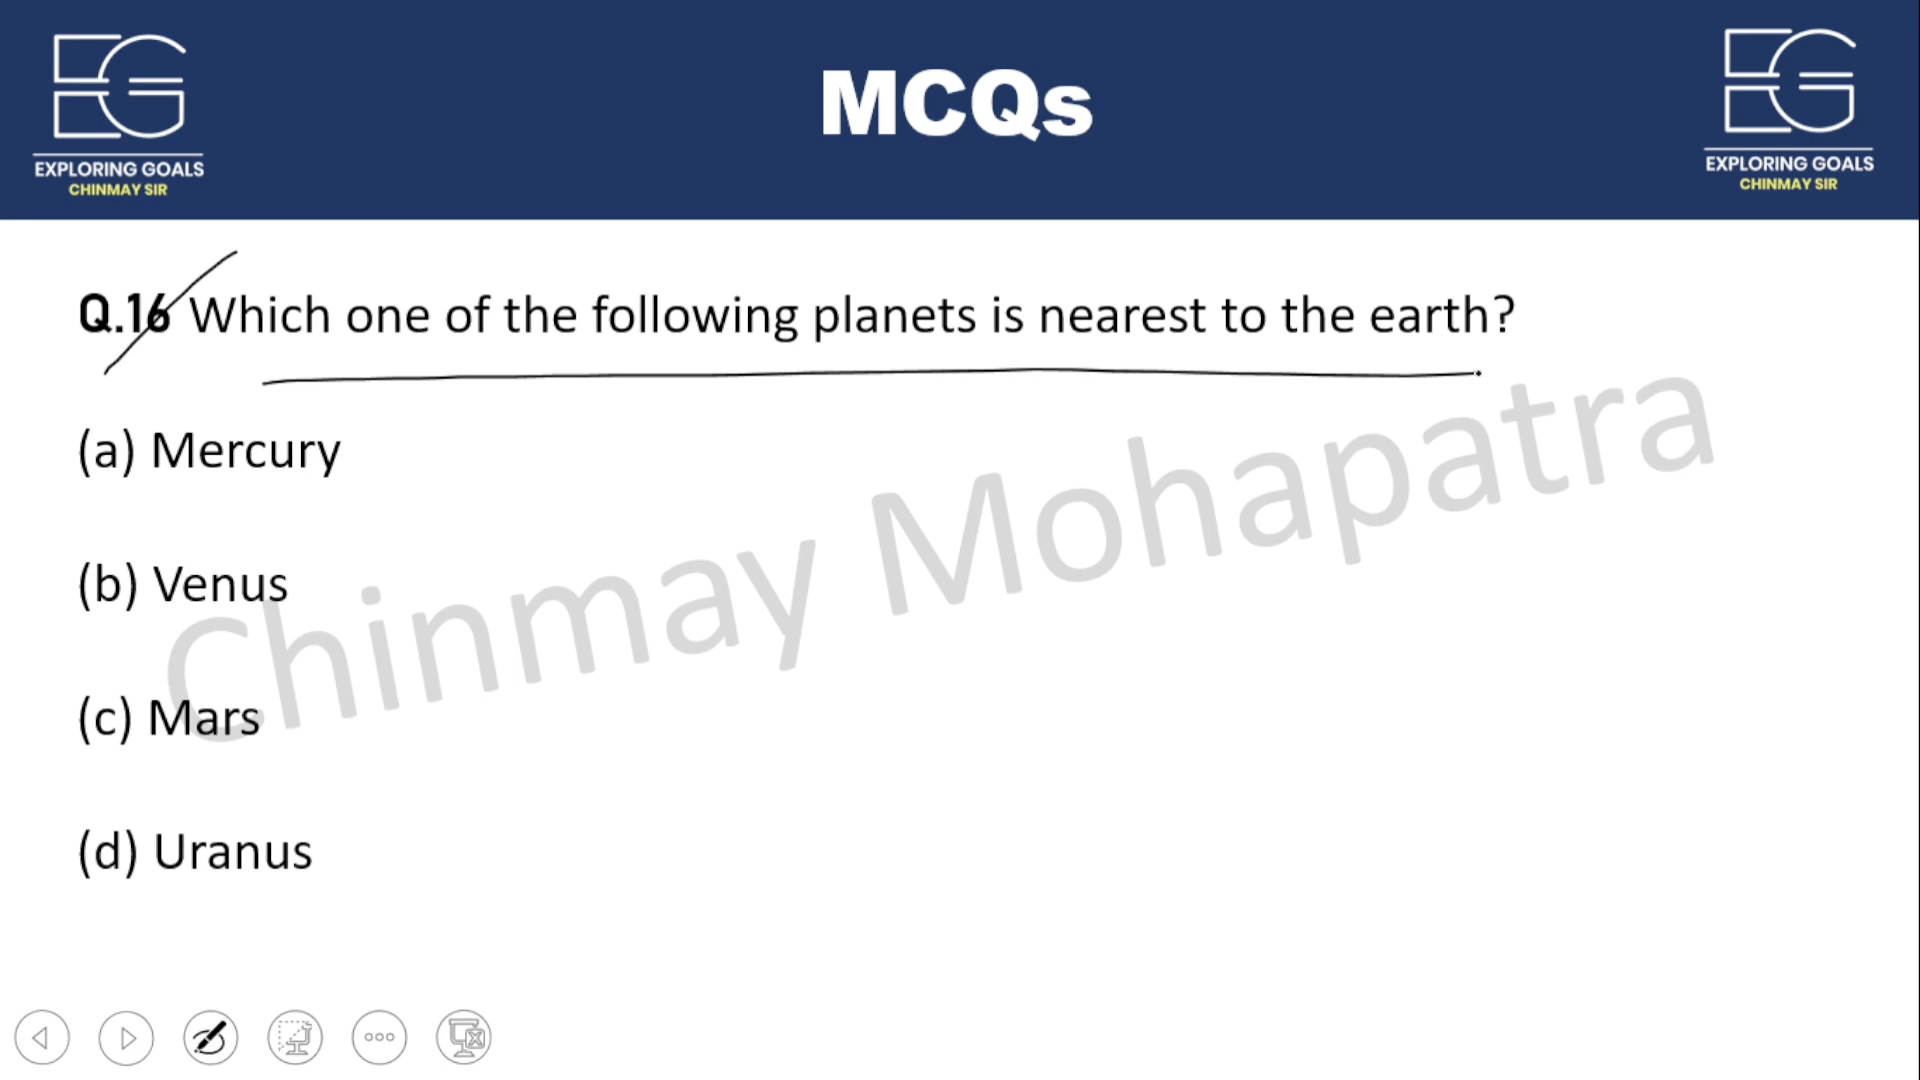 EG
EXPLORING GOALS
CHINMAY SIR
MCQs
EG
EXPLORING GOALS
CHINMAY SIR
Q.16 Which one of the following planets is nearest to the earth?
(a) Mercury
(b) Venus
(c) Mars
(d) Uranus
Chinmay Mohapatra